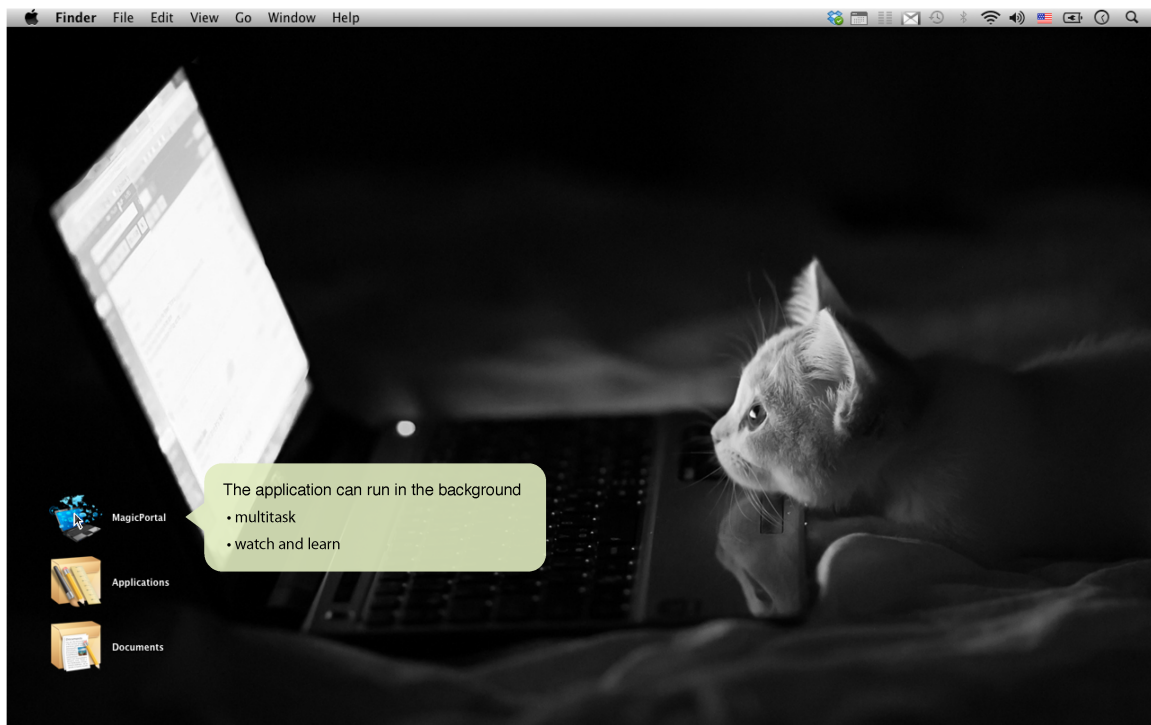 Finder File Edit View Go Window Help
The application can run in the background
• multitask
• watch and learn
MagicPortal
Applications
Documents